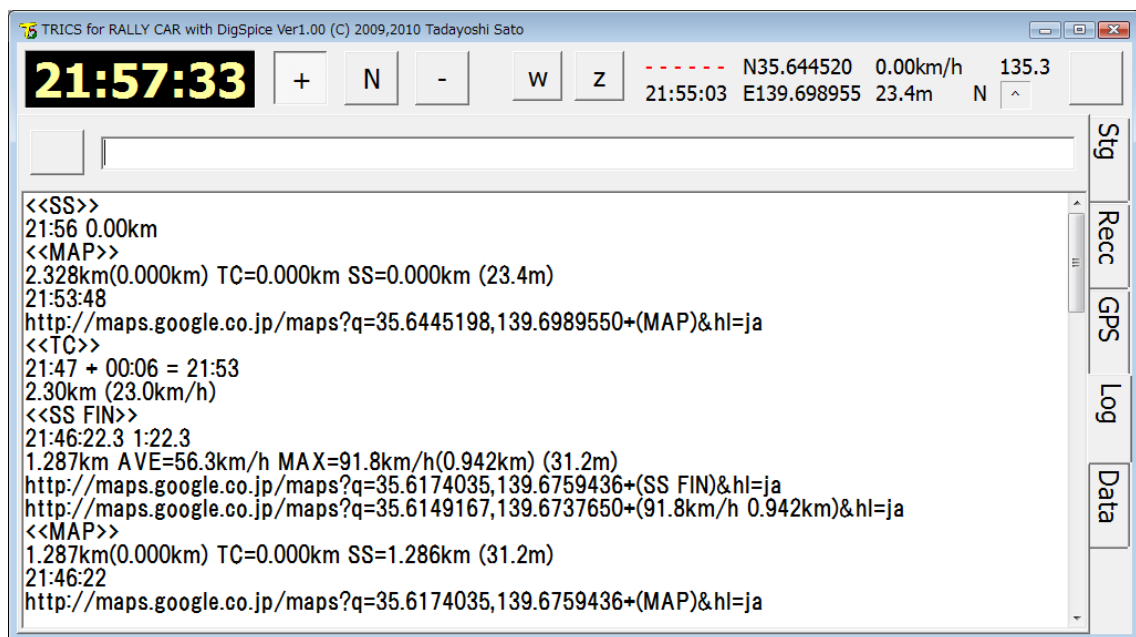 TRICS for RALLY CAR with DigSpice Ver1.00 (C) 2009,2010 Tadayoshi Sato
21:57:33
+
N
-
w
z
- - - - - - N35.644520 0.00km/h 135.3
21:55:03 E139.698955 23.4m N ^
Stg
Recc
GPS
Log
Data
<<SS>>
21:56 0.00km
<<MAP>>
2.328km(0.000km) TC=0.000km SS=0.000km (23.4m)
21:53:48
http://maps.google.co.jp/maps?q=35.6445198,139.6989550+(MAP)&hl=ja
<<TC>>
21:47 + 00:06 = 21:53
2.30km (23.0km/h)
<<SS FIN>>
21:46:22.3 1:22.3
1.287km AVE=56.3km/h MAX=91.8km/h(0.942km) (31.2m)
http://maps.google.co.jp/maps?q=35.6174035,139.6759436+(SS FIN)&hl=ja
http://maps.google.co.jp/maps?q=35.6149167,139.6737650+(91.8km/h 0.942km)&hl=ja
<<MAP>>
1.287km(0.000km) TC=0.000km SS=1.286km (31.2m)
21:46:22
http://maps.google.co.jp/maps?q=35.6174035,139.6759436+(MAP)&hl=ja